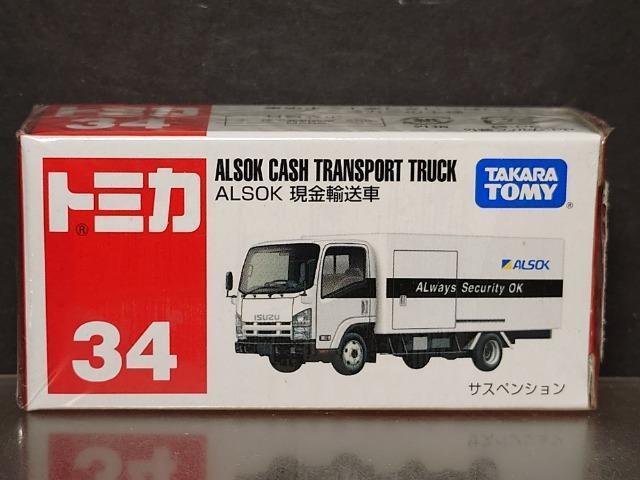 トミカ
®
34
ALSOK CASH TRANSPORT TRUCK
ALSOK 現金輸送車
TAKARA
TOMY
®
ALSOK
ALways Security OK
ISUZU
サスペンション
34